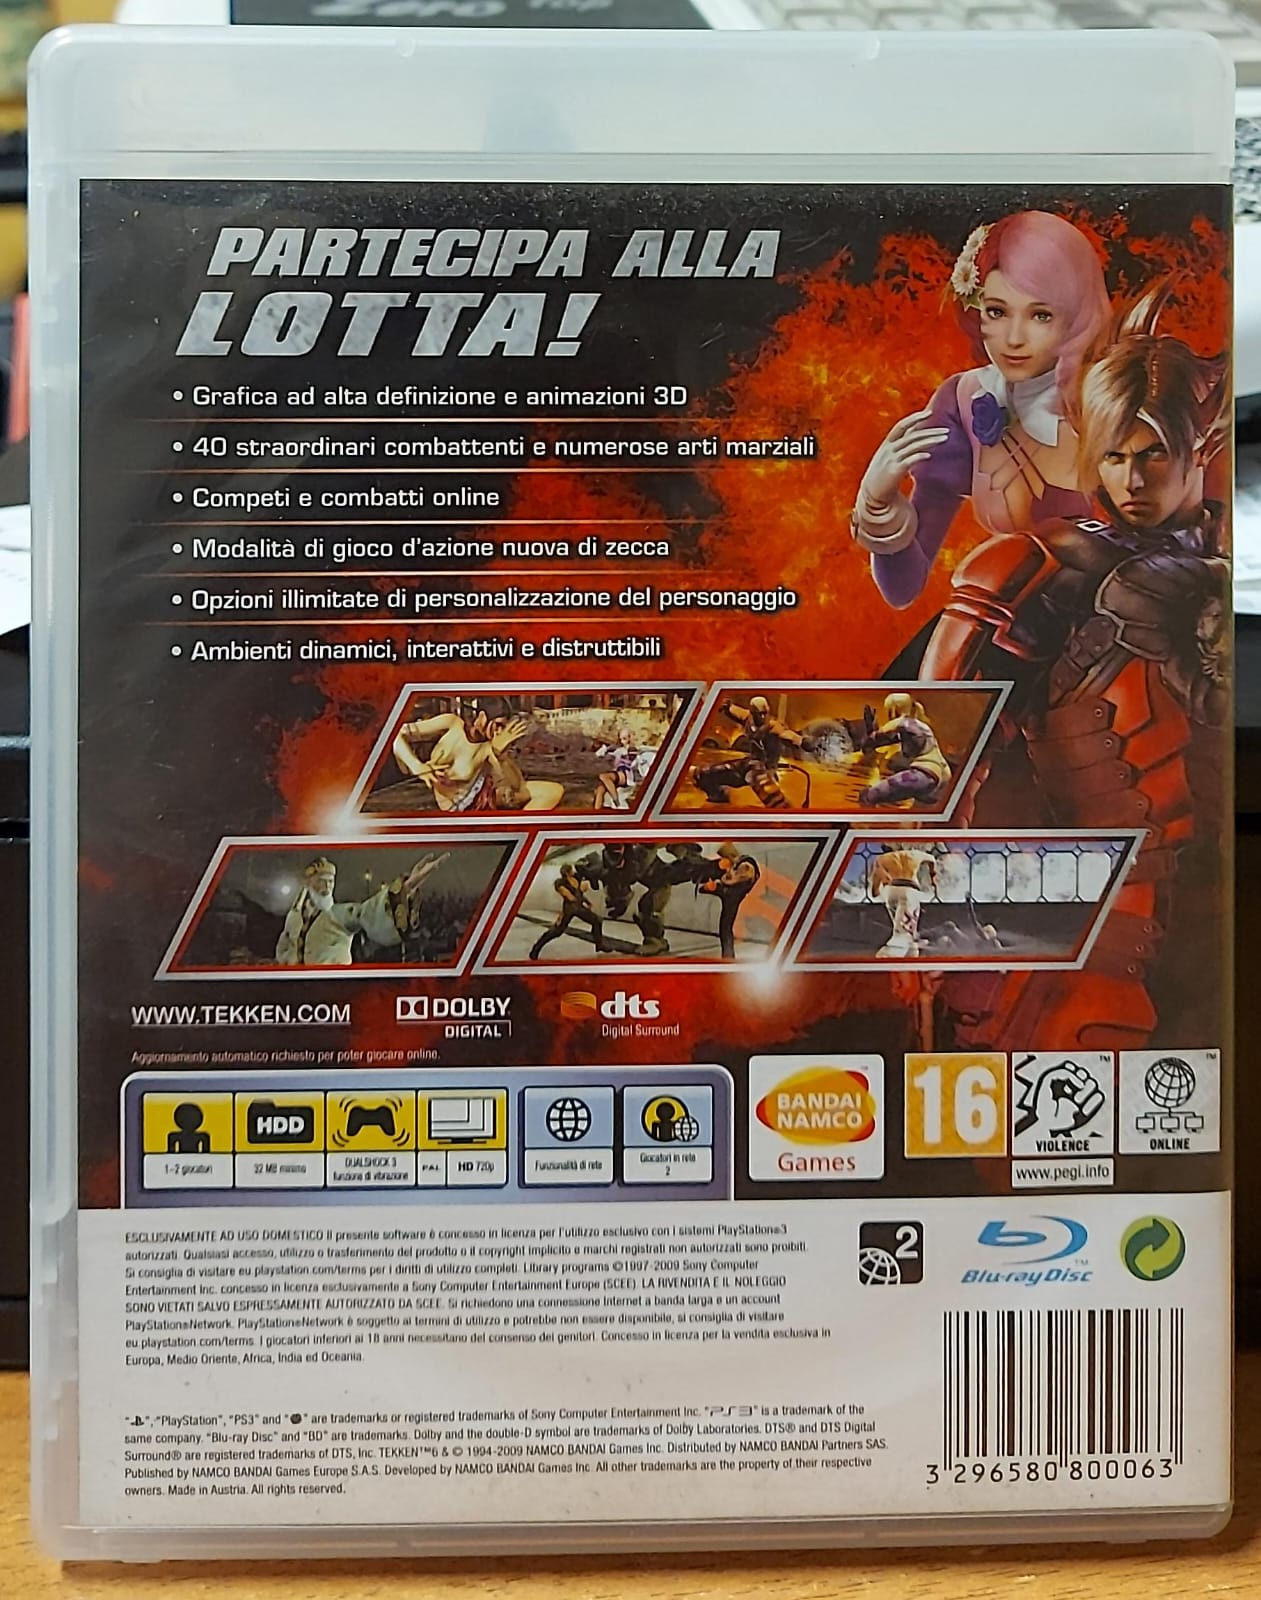 zero Top
PARTECIPA ALLA
LOTTA!
• Grafica ad alta definizione e animazioni 3D
• 40 straordinari combattenti e numerose arti marziali
• Competi e combatti online
• Modalità di gioco d'azione nuova di zecca
• Opzioni illimitate di personalizzazione del personaggio
• Ambienti dinamici, interattivi e distruttibili
WWW.TEKKEN.COM
DOLBY
DIGITAL
dts
Digital Surround
Aggiornamento automatico richiesto per poter giocare online.
HDD
1-2 giocatori
32 MB minimo
DUALSHOCK 3
funzione di vibrazione
PAL
HD 720p
Funzionalità di rete
Giocatori in rete
2
BANDAI
NAMCO
Games
16
VIOLENCE
ONLINE
www.pegi.info
ESCLUSIVAMENTE AD USO DOMESTICO Il presente software è concesso in licenza per l'utilizzo esclusivo con i sistemi PlayStation®3
autorizzati. Qualsiasi accesso, utilizzo o trasferimento del prodotto o il copyright implicito e marchi registrati non autorizzati sono proibiti.
Si consiglia di visitare eu.playstation.com/terms per i diritti di utilizzo completi. Library programs ©1997-2009 Sony Computer
Entertainment Inc. concesso in licenza esclusivamente a Sony Computer Entertainment Europe (SCEE). LA RIVENDITA E IL NOLEGGIO
SONO VIETATI SALVO ESPRESSAMENTE AUTORIZZATO DA SCEE. Si richiedono una connessione Internet a banda larga e un account
PlayStation®Network. PlayStation®Network è soggetto ai termini di utilizzo e potrebbe non essere disponibile, si consiglia di visitare
eu.playstation.com/terms. I giocatori inferiori ai 18 anni necessitano del consenso dei genitori. Concesso in licenza per la vendita esclusiva in
Europa, Medio Oriente, Africa, India ed Oceania.
2
Blu-ray Disc™
"", "PlayStation", "PS3" and "" are trademarks or registered trademarks of Sony Computer Entertainment Inc. "PS3" is a trademark of the
same company. "Blu-ray Disc" and "BD" are trademarks. Dolby and the double-D symbol are trademarks of Dolby Laboratories. DTS® and DTS Digital
Surround® are registered trademarks of DTS, Inc. TEKKEN™6 & © 1994-2009 NAMCO BANDAI Games Inc. Distributed by NAMCO BANDAI Partners SAS.
Published by NAMCO BANDAI Games Europe S.A.S. Developed by NAMCO BANDAI Games Inc. All other trademarks are the property of their respective
owners. Made in Austria. All rights reserved.
3 296580 800063